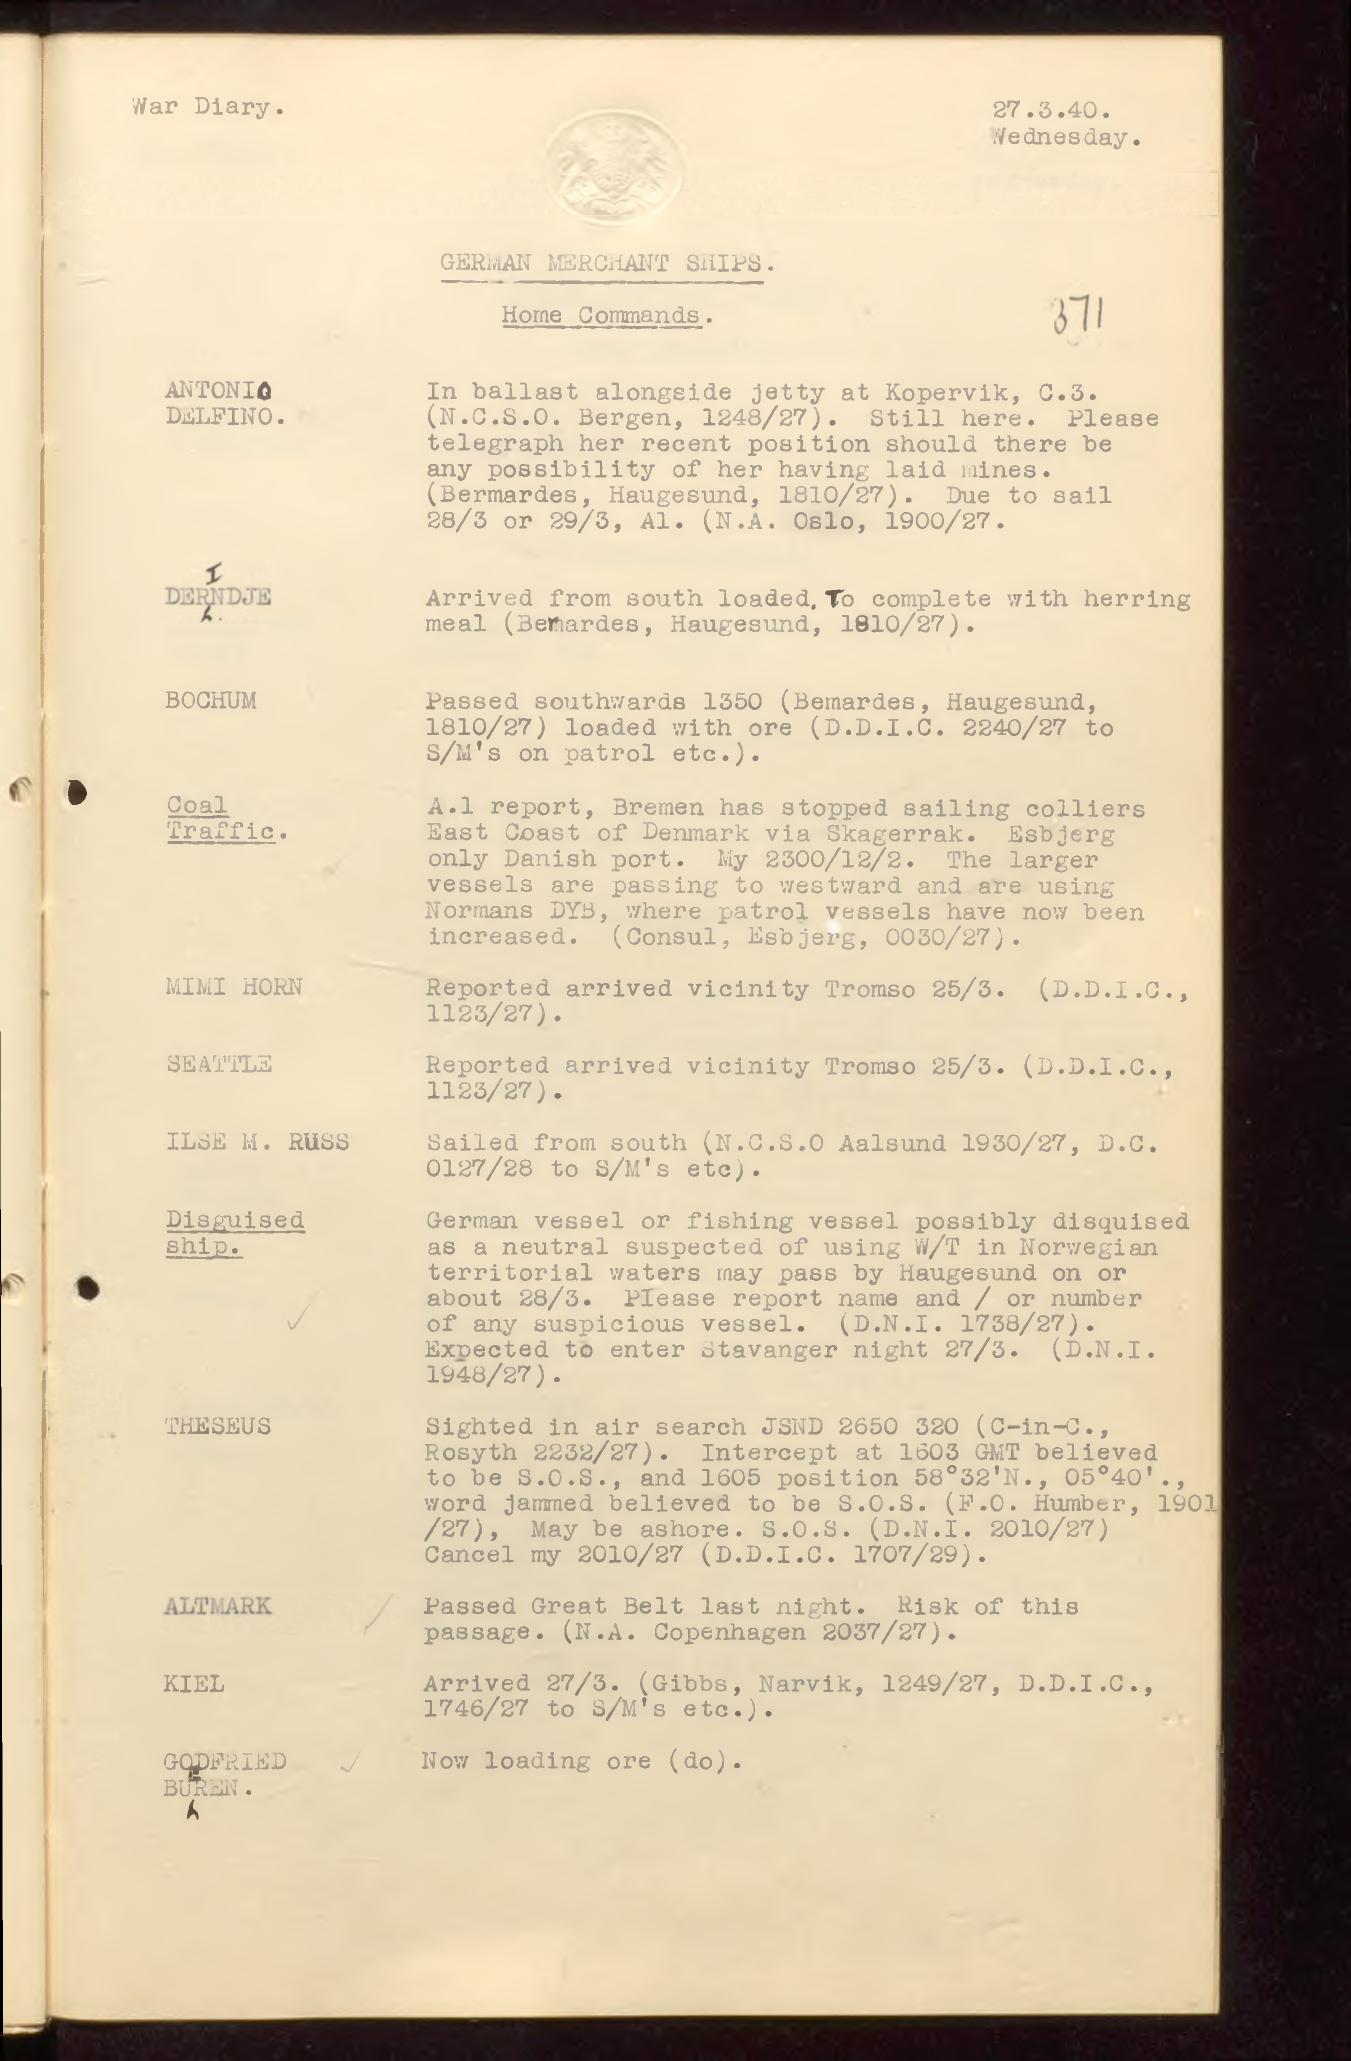 War Diary.
27.3.40.
Wednesday.
GERMAN MERCHANT SHIPS.
Home Commands.
371
ANTONIO
DELFINO.
In ballast alongside jetty at Kopervik, C.3.
(N.C.S.O. Bergen, 1248/27). Still here. Please
telegraph her recent position should there be
any possibility of her having laid mines.
(Bermardes, Haugesund, 1810/27). Due to sail
28/3 or 29/3, Al. (N.A. Oslo, 1900/27.
I
DERNDJE
Arrived from south loaded. To complete with herring
meal (Bemardes, Haugesund, 1810/27).
BOCHUM
Passed southwards 1350 (Bemardes, Haugesund,
1810/27) loaded with ore (D.D.I.C. 2240/27 to
S/M's on patrol etc.).
Coal
Traffic.
A.1 report, Bremen has stopped sailing colliers
East Coast of Denmark via Skagerrak. Esbjerg
only Danish port. My 2300/12/2. The larger
vessels are passing to westward and are using
Normans DYB, where patrol vessels have now been
increased. (Consul, Esbjerg, 0030/27).
MIMI HORN
Reported arrived vicinity Tromso 25/3. (D.D.I.C.,
1123/27).
SEATTLE
Reported arrived vicinity Tromso 25/3. (D.D.I.C.,
1123/27).
ILSE M. RUSS
Sailed from south (N.C.S.O Aalsund 1930/27, D.C.
0127/28 to S/M's etc).
Disguised
ship.
German vessel or fishing vessel possibly disquised
as a neutral suspected of using W/T in Norwegian
territorial waters may pass by Haugesund on or
about 28/3. Please report name and / or number
of any suspicious vessel. (D.N.I. 1738/27).
Expected to enter Stavanger night 27/3. (D.N.I.
1948/27).
THESEUS
Sighted in air search JSND 2650 320 (C-in-C.,
Rosyth 2232/27). Intercept at 1603 GMT believed
to be S.O.S., and 1605 position 58°32'N., 05°40'.,
word jammed believed to be S.O.S. (F.O. Humber, 1901
/27), May be ashore. S.O.S. (D.N.I. 2010/27)
Cancel my 2010/27 (D.D.I.C. 1707/29).
ALTMARK
Passed Great Belt last night. Risk of this
passage. (N.A. Copenhagen 2037/27).
KIEL
Arrived 27/3. (Gibbs, Narvik, 1249/27, D.D.I.C.,
1746/27 to S/M's etc.).
GODFRIED
BUREN.
Now loading ore (do).